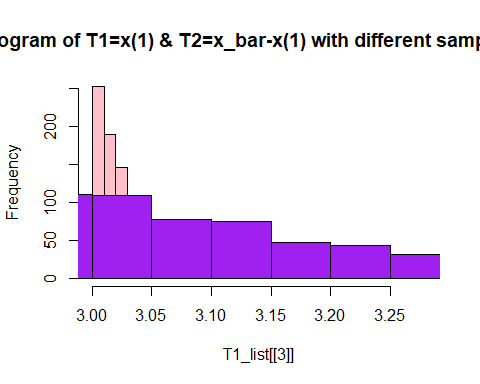 ogram of T1=x(1) & T2=x_bar-x(1) with different samp
200
100
50
0
Frequency
3.00 3.05 3.10 3.15 3.20 3.25
T1_list[[3]]